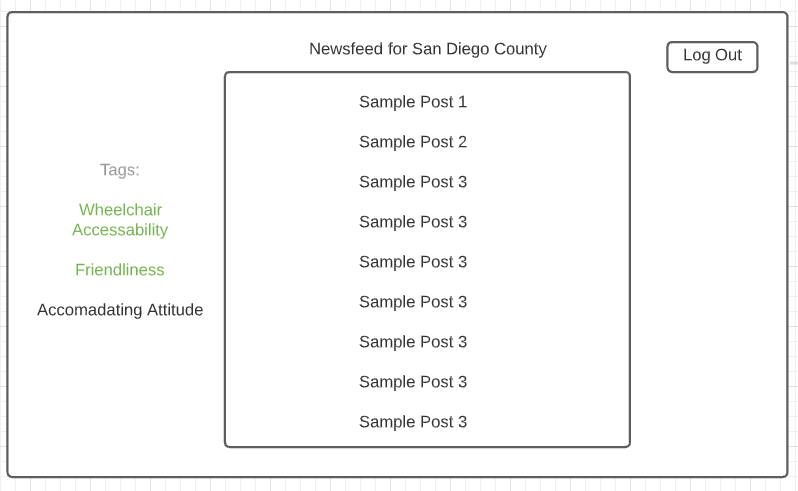 Newsfeed for San Diego County
Log Out
Tags:
Wheelchair
Accessability
Friendliness
Accomadating Attitude
Sample Post 1
Sample Post 2
Sample Post 3
Sample Post 3
Sample Post 3
Sample Post 3
Sample Post 3
Sample Post 3
Sample Post 3